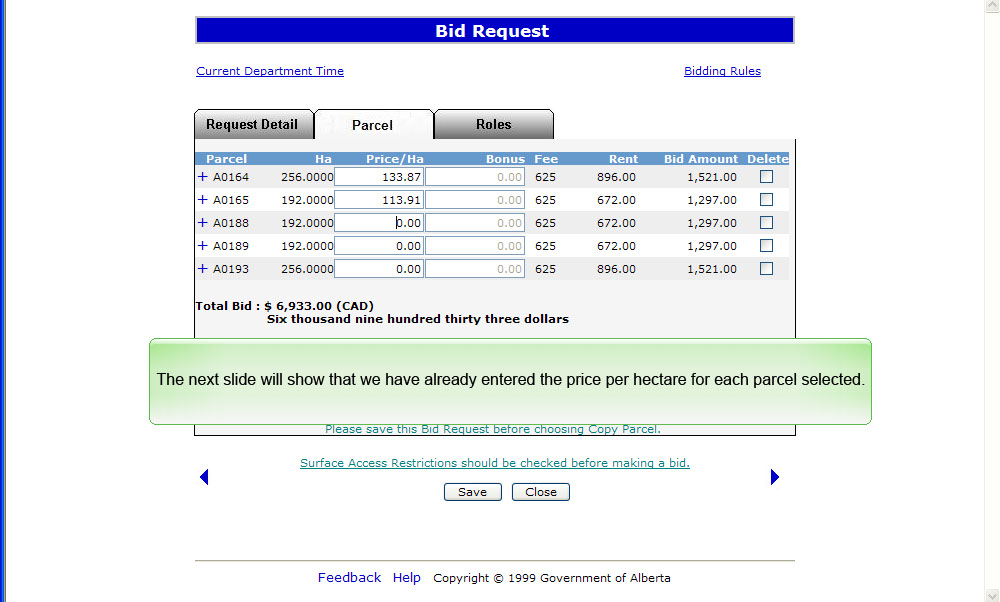 Bid Request
Current Department Time Bidding Rules
Request Detail Parcel Roles
Parcel Ha Price/Ha Bonus Fee Rent Bid Amount Delete
+ A0164 256.0000 133.87 0.00 625 896.00 1,521.00
+ A0165 192.0000 113.91 0.00 625 672.00 1,297.00
+ A0188 192.0000 0.00 0.00 625 672.00 1,297.00
+ A0189 192.0000 0.00 0.00 625 672.00 1,297.00
+ A0193 256.0000 0.00 0.00 625 896.00 1,521.00
Total Bid : $ 6,933.00 (CAD)
Six thousand nine hundred thirty three dollars
The next slide will show that we have already entered the price per hectare for each parcel selected.
Please save this Bid Request before choosing Copy Parcel.
Surface Access Restrictions should be checked before making a bid.
Save Close
Feedback Help Copyright © 1999 Government of Alberta